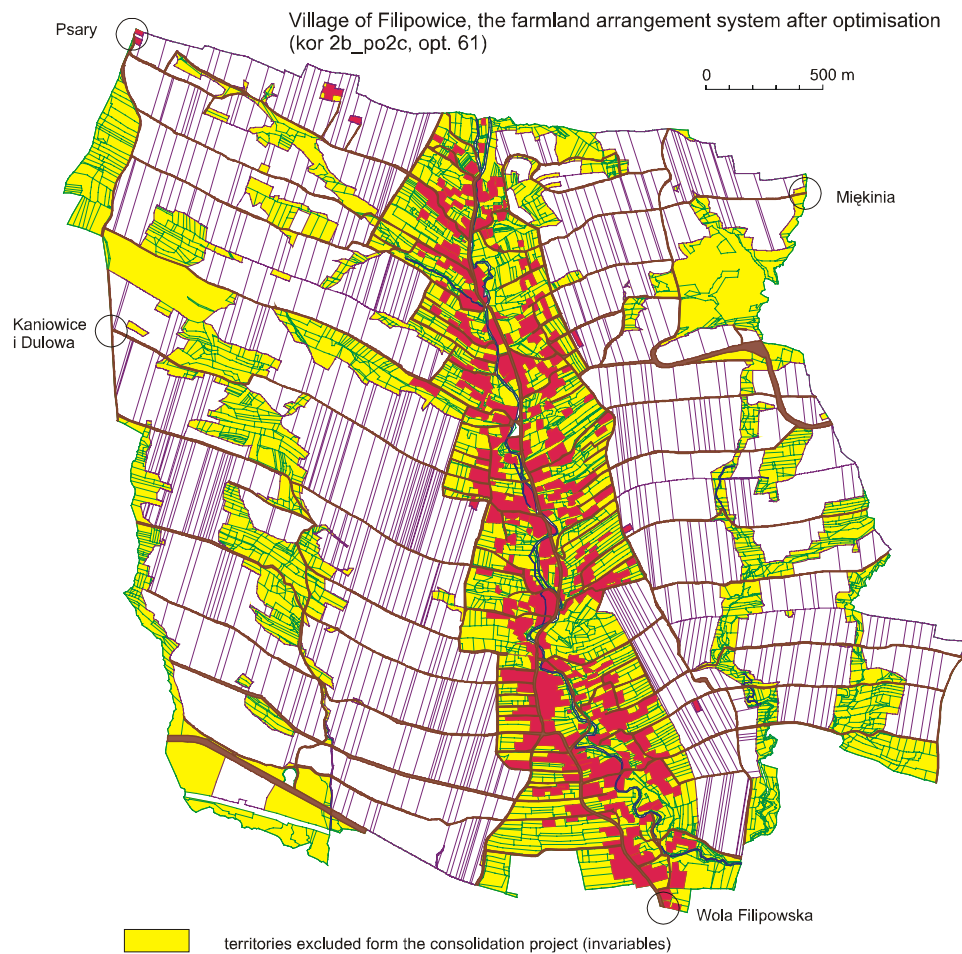 Village of Filipowice, the farmland arrangement system after optimisation
(kor 2b_po2c, opt. 61)
Psary
0 500 m
Miękinia
Kaniowice
i Dulowa
Wola Filipowska
territories excluded form the consolidation project (invariables)